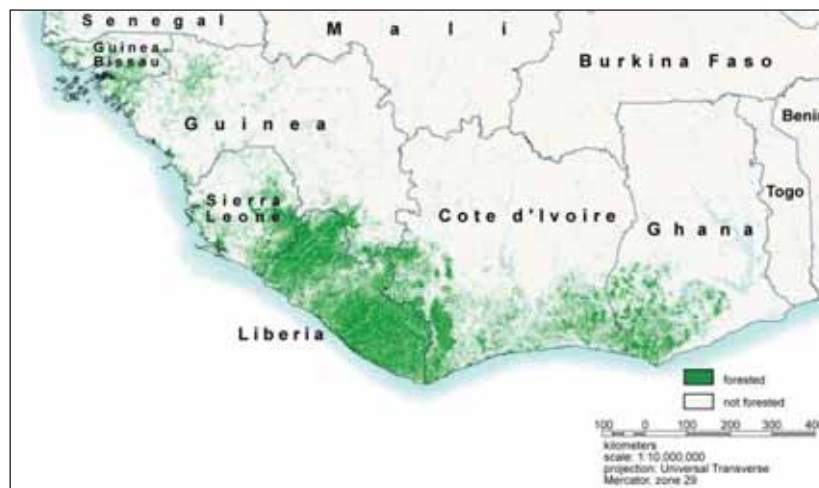 Senegal
Mali
Guinea
Bissau
Burkina Faso
Guinea
Benin
Togo
Sierra
Leone
Cote d'Ivoire
Ghana
Liberia
forested
not forested
100 0 100 200 300 400
kilometers
scale: 1:10,000,000
projection: Universal Transverse
Mercator, zone 29